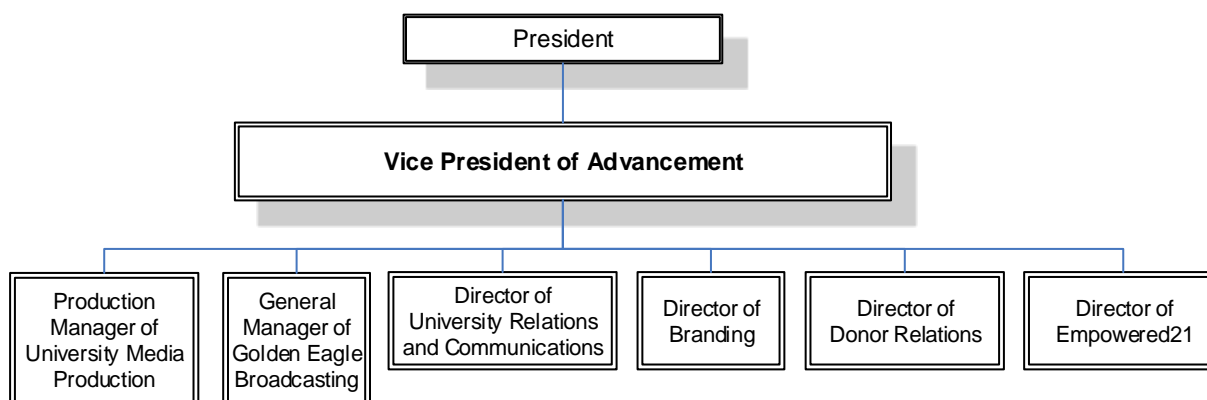 President
Vice President of Advancement
Production
Manager of
University Media
Production
General
Manager of
Golden Eagle
Broadcasting
Director of
University Relations
and Communications
Director of
Branding
Director of
Donor Relations
Director of
Empowered21